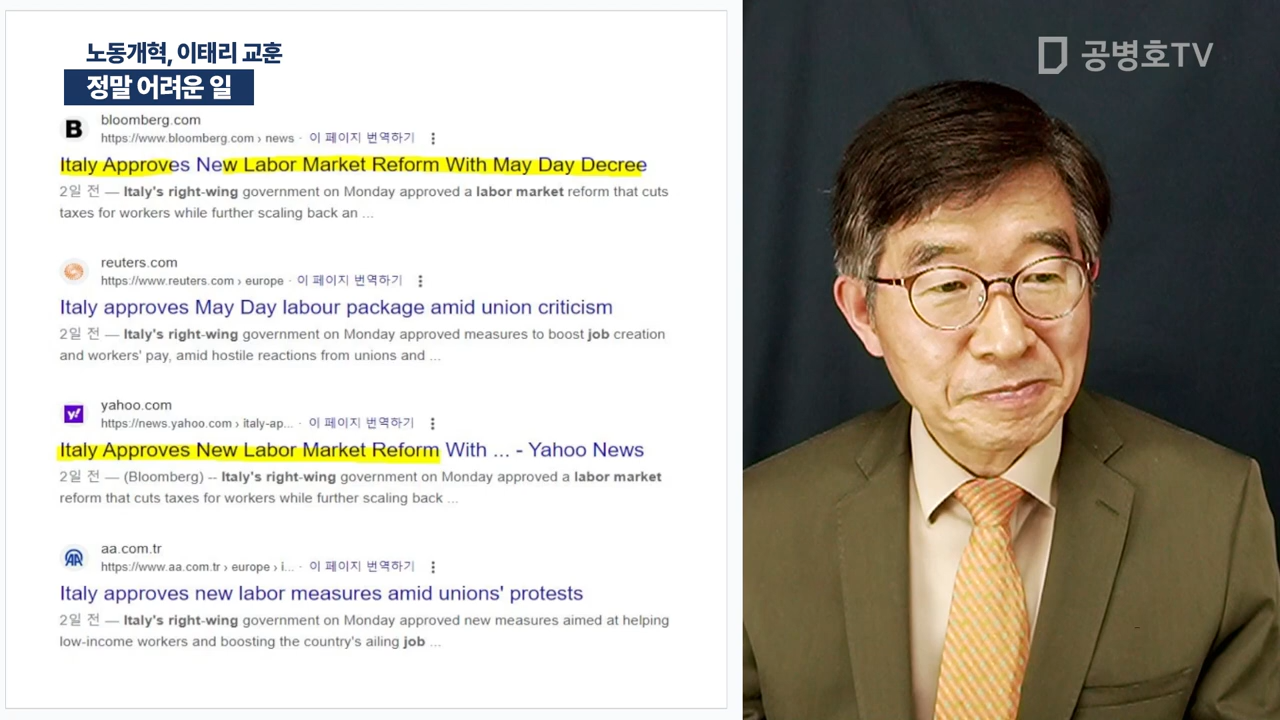 노동개혁, 이태리 교훈
정말 어려운 일
공병호TV
B
bloomberg.com
https://www.bloomberg.com › news · 이 페이지 번역하기
Italy Approves New Labor Market Reform With May Day Decree
2일 전 — Italy's right-wing government on Monday approved a labor market reform that cuts
taxes for workers while further scaling back an ...
reuters.com
https://www.reuters.com › europe · 이 페이지 번역하기
Italy approves May Day labour package amid union criticism
2일 전 — Italy's right-wing government on Monday approved measures to boost job creation
and workers' pay, amid hostile reactions from unions and ...
y!
yahoo.com
https://news.yahoo.com › italy-ap... · 이 페이지 번역하기
Italy Approves New Labor Market Reform With ... - Yahoo News
2일 전 — (Bloomberg) -- Italy's right-wing government on Monday approved a labor market
reform that cuts taxes for workers while further scaling back ...
AA
aa.com.tr
https://www.aa.com.tr › europe › i... · 이 페이지 번역하기
Italy approves new labor measures amid unions' protests
2일 전 — Italy's right-wing government on Monday approved new measures aimed at helping
low-income workers and boosting the country's ailing job ...